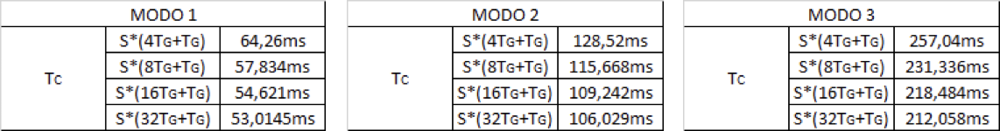 MODO 1
Tc
S*(4TG+TG) 64,26ms
S*(8TG+TG) 57,834ms
S*(16TG+TG) 54,621ms
S*(32TG+TG) 53,0145ms
MODO 2
Tc
S*(4TG+TG) 128,52ms
S*(8TG+TG) 115,668ms
S*(16TG+TG) 109,242ms
S*(32TG+TG) 106,029ms
MODO 3
Tc
S*(4TG+TG) 257,04ms
S*(8TG+TG) 231,336ms
S*(16TG+TG) 218,484ms
S*(32TG+TG) 212,058ms